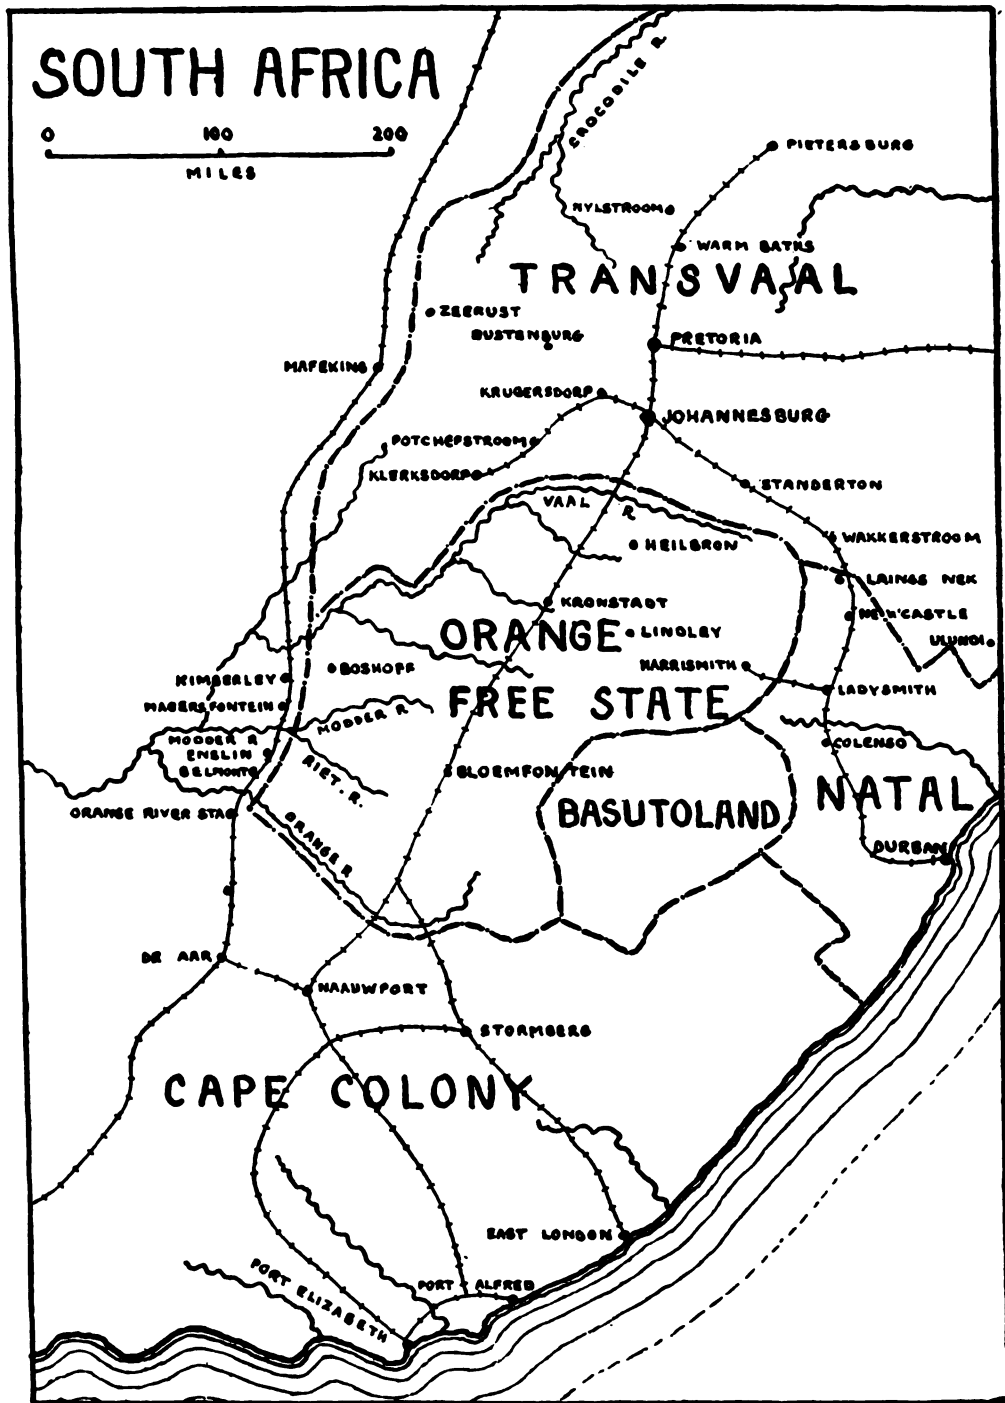 SOUTH AFRICA
0 100 200
MILES
CROCODILE R.
PIETERSBURG
NYLSTROOM
WARM BATHS
TRANSVAAL
ZEERUST
RUSTENBURG
PRETORIA
MAFEKING
KRUGERSDORP
JOHANNESBURG
POTCHEFSTROOM
KLERKSDORP
STANDERTON
VAAL R
WAKKERSTROOM
HEILBRON
LAINGS NEK
KRONSTADT
NEWCASTLE
ORANGE
LINDLEY
ULUNDI
BOSHOFF
HARRISMITH
KIMBERLEY
LADYSMITH
FREE STATE
MAGERSFONTEIN
MODDER R
MODDER R
COLENSO
ENSLIN
BELMONT
RIET. R.
BLOEMFONTEIN
NATAL
BASUTOLAND
ORANGE RIVER STAN
ORANGE R
DURBAN
DE AAR
NAAUWPORT
STORMBERG
CAPE COLONY
EAST LONDON
PORT ALFRED
PORT ELIZABETH